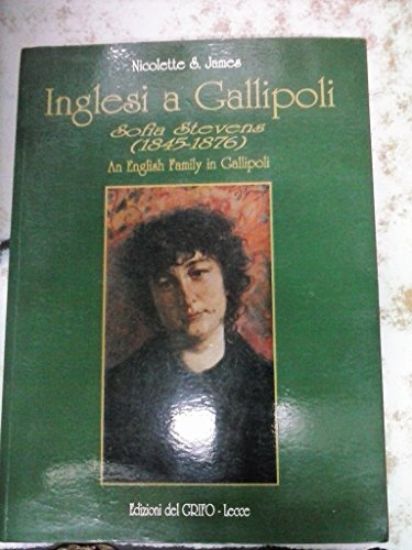 Nicolette S. James
Inglesi a Gallipoli
Sofia Stevens
(1845-1876)
An English Family in Gallipoli
Edizioni del GRIFO - Lecce